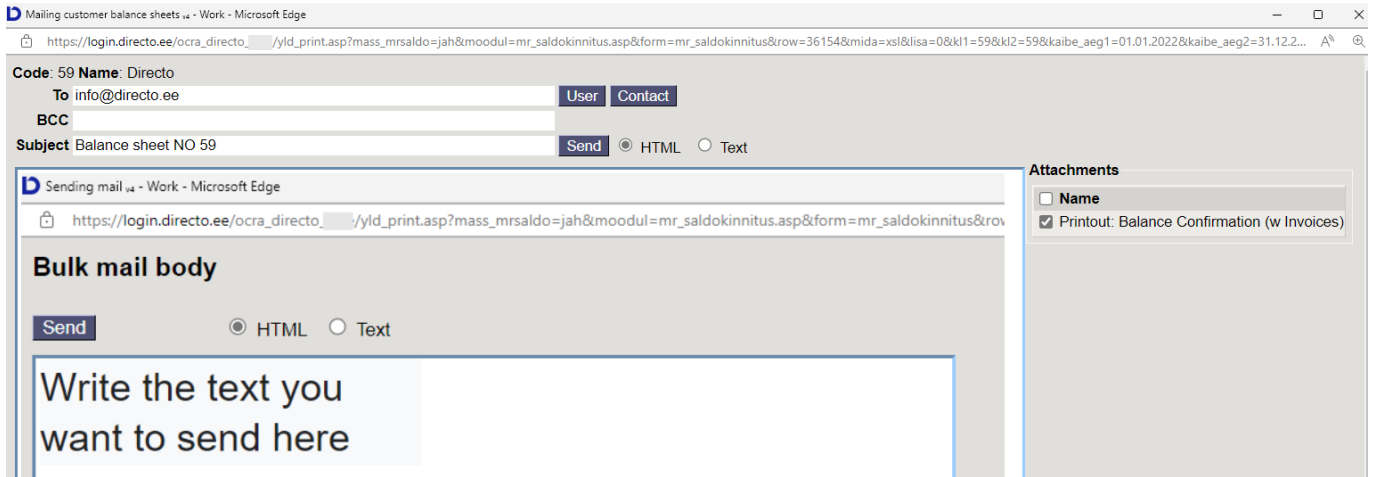 Mailing customer balance sheets v4 - Work - Microsoft Edge
https://login.directo.ee/ocra_directo_ /yld_print.asp?mass_mrsaldo=jah&moodul=mr_saldokinnitus.asp&form=mr_saldokinnitus&row=36154&mida=xsl&lisa=0&kl1=59&kl2=59&kaibe_aeg1=01.01.2022&kaibe_aeg2=31.12.2...
Code: 59 Name: Directo
To info@directo.ee User Contact
BCC
Subject Balance sheet NO 59 Send HTML Text
Attachments
Name
Printout: Balance Confirmation (w Invoices)
Sending mail v4 - Work - Microsoft Edge
https://login.directo.ee/ocra_directo_ /yld_print.asp?mass_mrsaldo=jah&moodul=mr_saldokinnitus.asp&form=mr_saldokinnitus&rov
Bulk mail body
Send HTML Text
Write the text you
want to send here